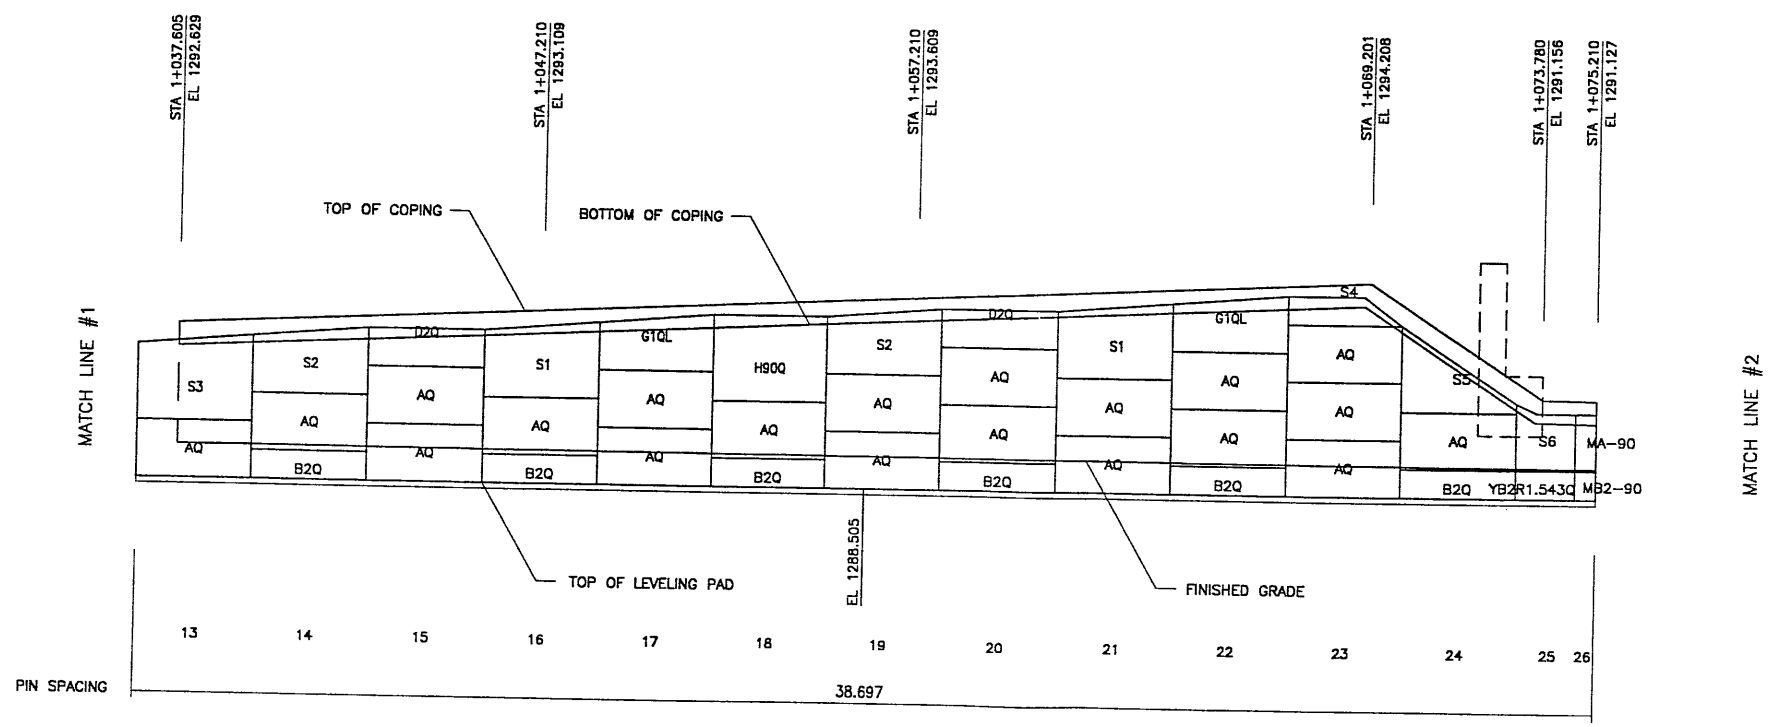 STA 1+037.605
EL 1292.629
STA 1+047.210
EL 1293.109
STA 1+057.210
EL 1293.609
STA 1+069.201
EL 1294.208
STA 1+073.780
EL 1291.156
STA 1+075.210
EL 1291.127
TOP OF COPING
BOTTOM OF COPING
MATCH LINE #1
MATCH LINE #2
S4
D2Q
G1QL
D2Q
G1QL
S3
S2
S1
H90Q
S2
S1
AQ
S5
AQ
AQ
AQ
AQ
AQ
AQ
AQ
AQ
AQ
AQ
AQ
AQ
AQ
S6
MA-90
AQ
AQ
AQ
AQ
AQ
AQ
B2Q
B2Q
B2Q
B2Q
B2Q
B2Q
YB2R1.543Q
MB2-90
EL 1288.505
TOP OF LEVELING PAD
FINISHED GRADE
13 14 15 16 17 18 19 20 21 22 23 24 25 26
PIN SPACING
38.697